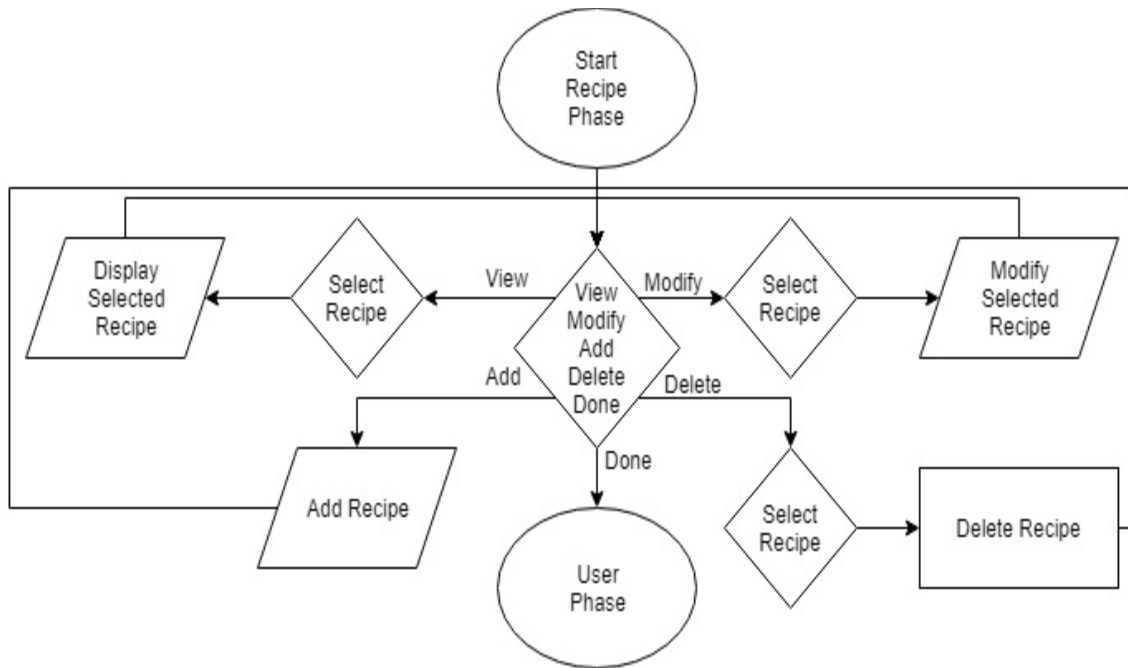 Start
Recipe
Phase
Display
Selected
Recipe
Select
Recipe
View
View
Modify
Add
Delete
Done
Modify
Select
Recipe
Modify
Selected
Recipe
Add
Delete
Add Recipe
Done
Select
Recipe
Delete Recipe
User
Phase